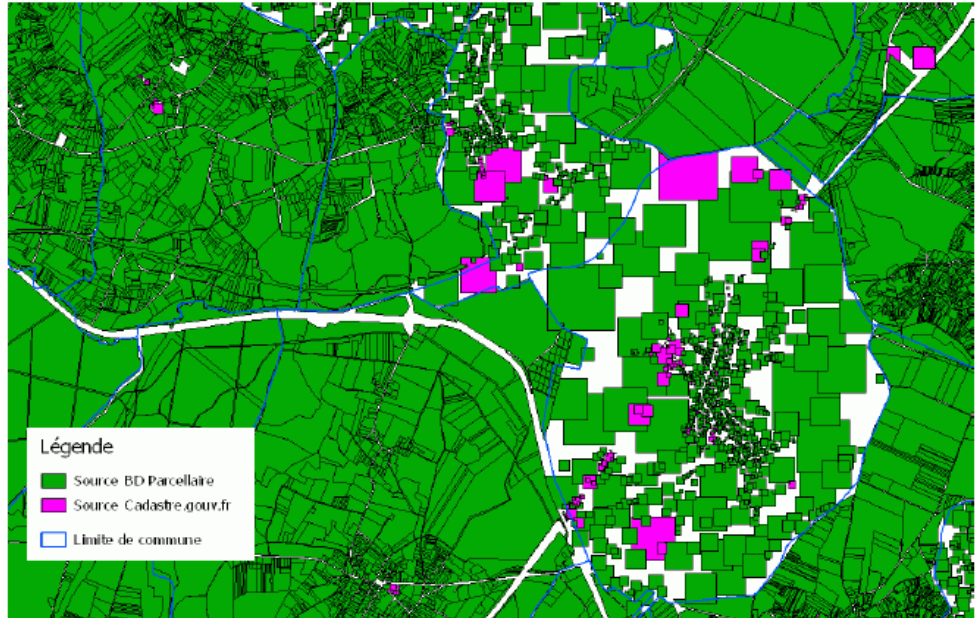 Légende
Source BD Parcellaire
Source Cadastre.gouv.fr
Limite de commune